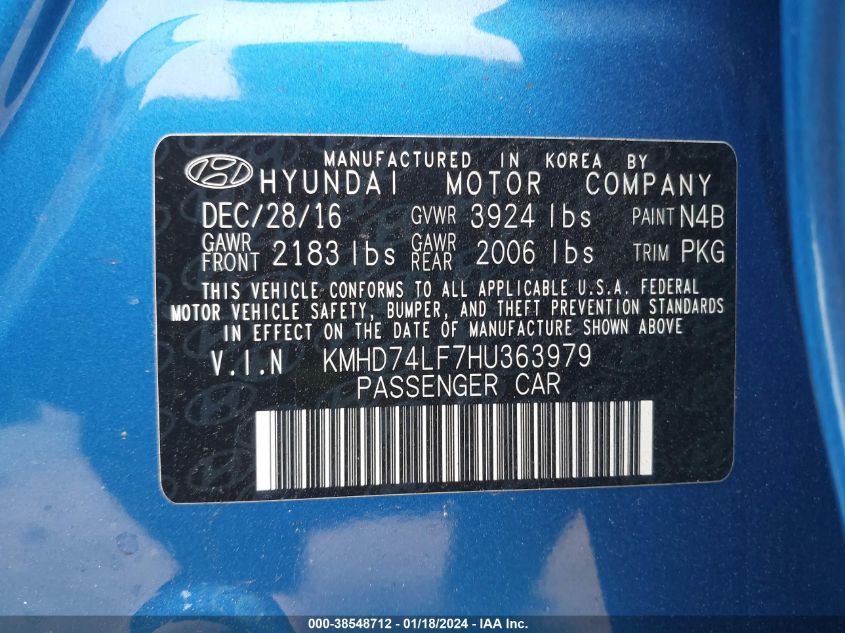 MANUFACTURED IN KOREA BY
HYUNDAI MOTOR COMPANY
DEC/28/16 GVWR 3924 lbs PAINT N4B
GAWR FRONT 2183 lbs GAWR REAR 2006 lbs TRIM PKG
THIS VEHICLE CONFORMS TO ALL APPLICABLE U.S.A. FEDERAL
MOTOR VEHICLE SAFETY, BUMPER, AND THEFT PREVENTION STANDARDS
IN EFFECT ON THE DATE OF MANUFACTURE SHOWN ABOVE
V.I.N KMHD74LF7HU363979
PASSENGER CAR
000-38548712 - 01/18/2024 - IAA Inc.